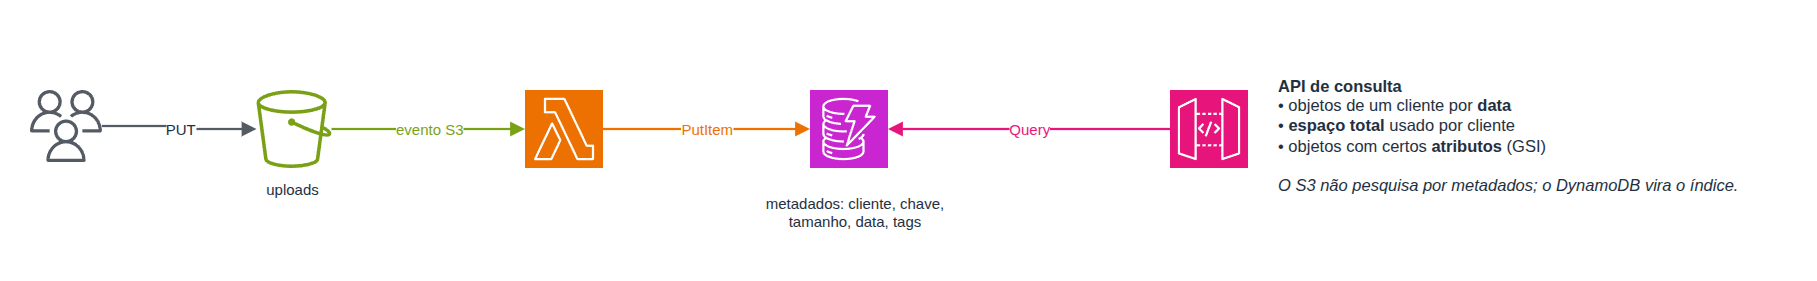 PUT
evento S3
PutItem
Query
uploads
metadados: cliente, chave,
tamanho, data, tags
API de consulta
• objetos de um cliente por data
• espaço total usado por cliente
• objetos com certos atributos (GSI)
O S3 não pesquisa por metadados; o DynamoDB vira o índice.